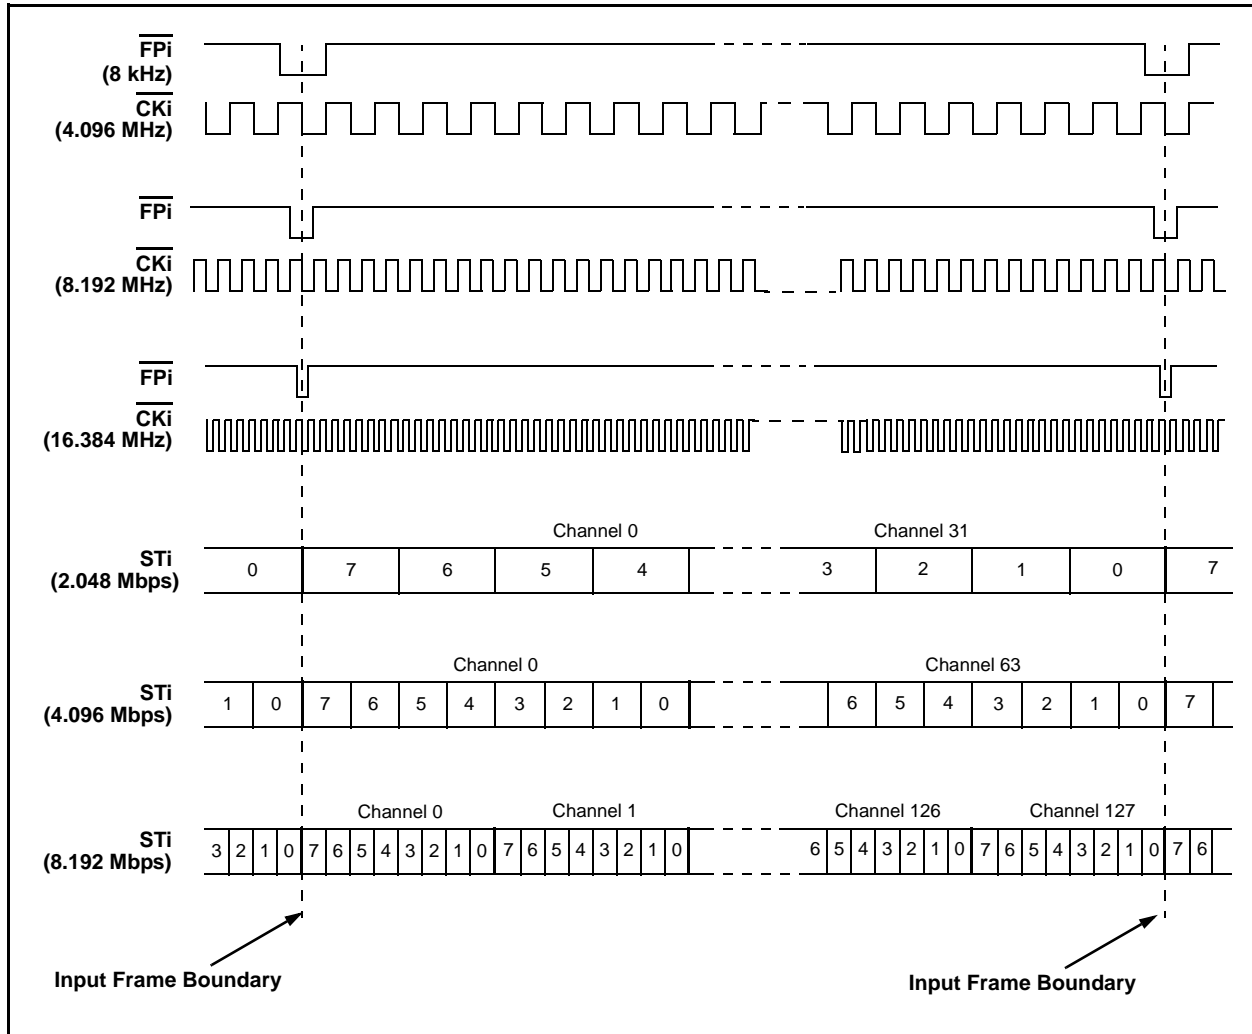 FPi
(8 kHz)
CKi
(4.096 MHz)
FPi
CKi
(8.192 MHz)
FPi
CKi
(16.384 MHz)
Channel 0 Channel 31
STi
(2.048 Mbps)
0 7 6 5 4 3 2 1 0 7
Channel 0 Channel 63
STi
(4.096 Mbps)
1 0 7 6 5 4 3 2 1 0 6 5 4 3 2 1 0 7
Channel 0 Channel 1 Channel 126 Channel 127
STi
(8.192 Mbps)
3 2 1 0 7 6 5 4 3 2 1 0 7 6 5 4 3 2 1 0 6 5 4 3 2 1 0 7 6 5 4 3 2 1 0 7 6
Input Frame Boundary
Input Frame Boundary